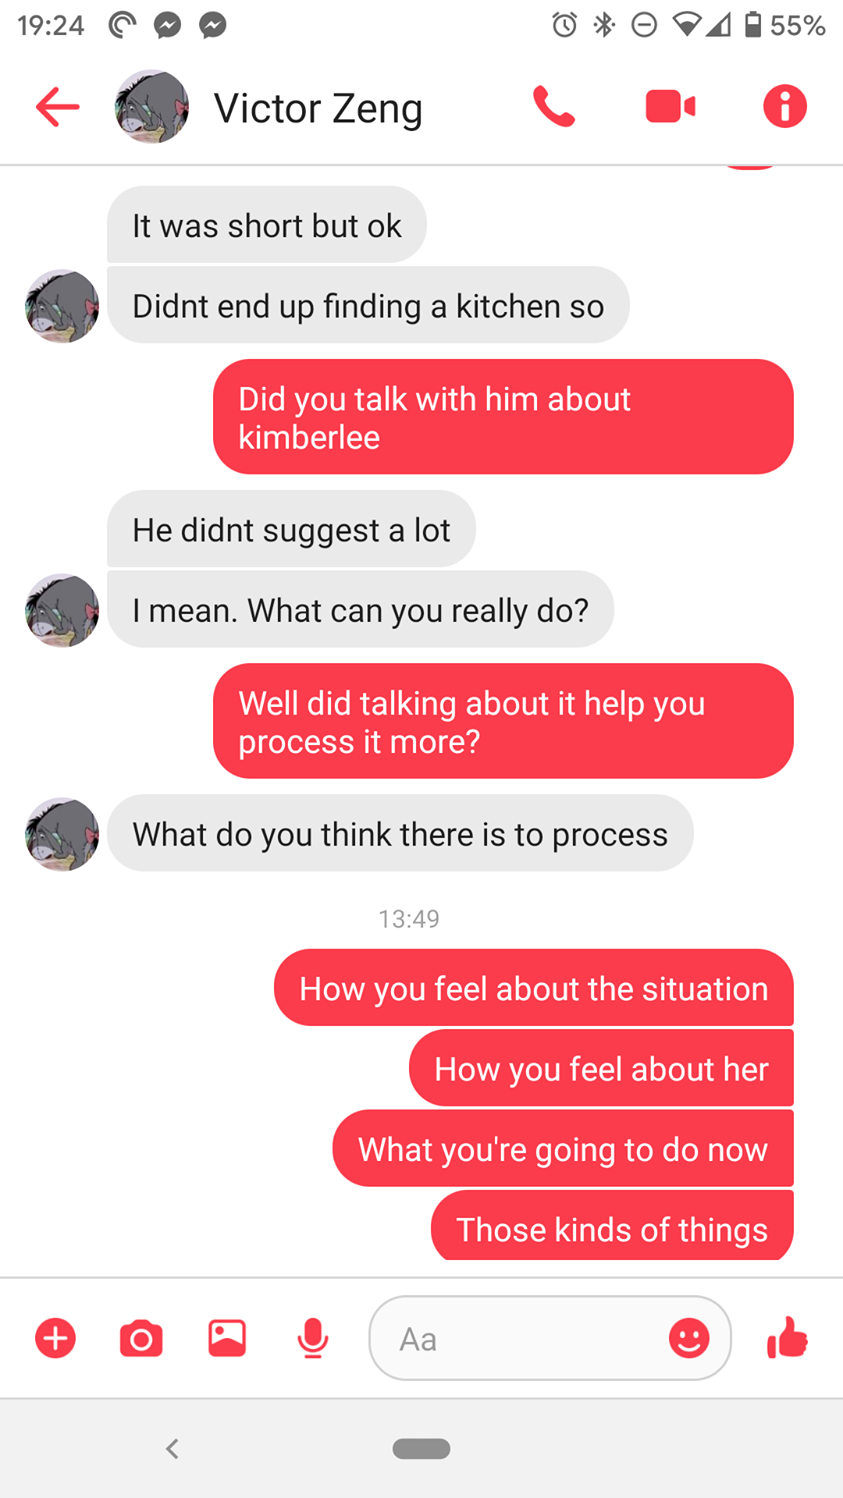 19:24
55%
Victor Zeng
It was short but ok
Didnt end up finding a kitchen so
Did you talk with him about
kimberlee
He didnt suggest a lot
I mean. What can you really do?
Well did talking about it help you
process it more?
What do you think there is to process
13:49
How you feel about the situation
How you feel about her
What you're going to do now
Those kinds of things
Aa